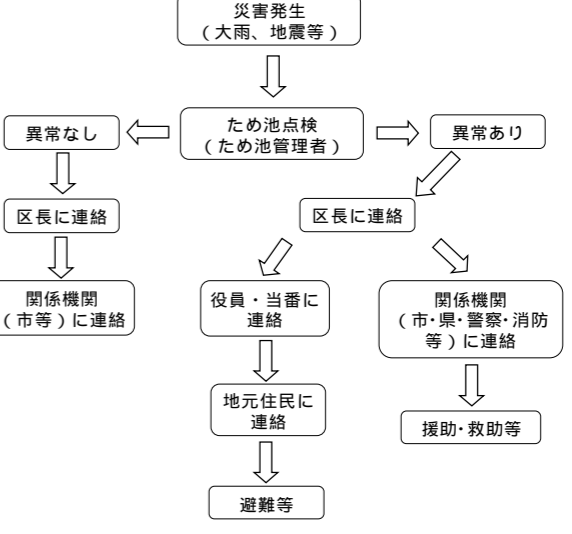 災害発生
（大雨、地震等）
ため池点検
（ため池管理者）
異常なし
異常あり
区長に連絡
区長に連絡
関係機関
（市等）に連絡
役員・当番に
連絡
関係機関
（市・県・警察・消防
等）に連絡
地元住民に
連絡
援助・救助等
避難等